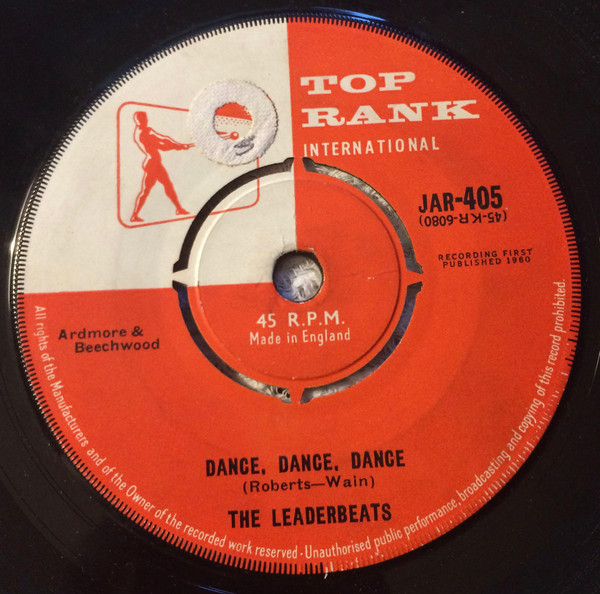 TOP
RANK
INTERNATIONAL
JAR-405
(45-K-R-6080)
RECORDING FIRST
PUBLISHED 1960
45 R.P.M.
Made in England
Ardmore &
Beechwood
DANCE, DANCE, DANCE
(Roberts—Wain)
THE LEADERBEATS
All rights of the Manufacturers and of the Owner of the recorded work reserved · Unauthorised public performance, broadcasting and copying of this record prohibited.